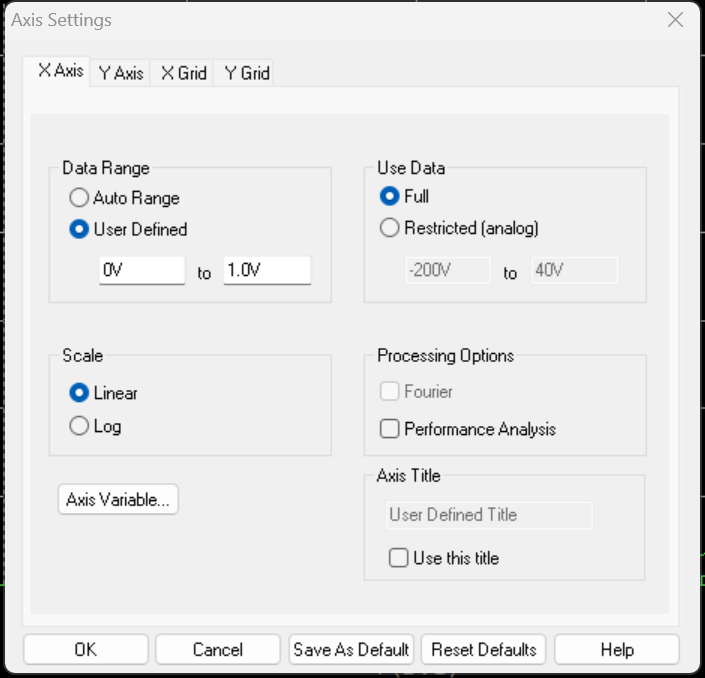 Axis Settings
X Axis Y Axis X Grid Y Grid
Data Range
Auto Range
User Defined
0V to 1.0V
Use Data
Full
Restricted (analog)
-200V to 40V
Scale
Linear
Log
Processing Options
Fourier
Performance Analysis
Axis Variable...
Axis Title
User Defined Title
Use this title
OK Cancel Save As Default Reset Defaults Help